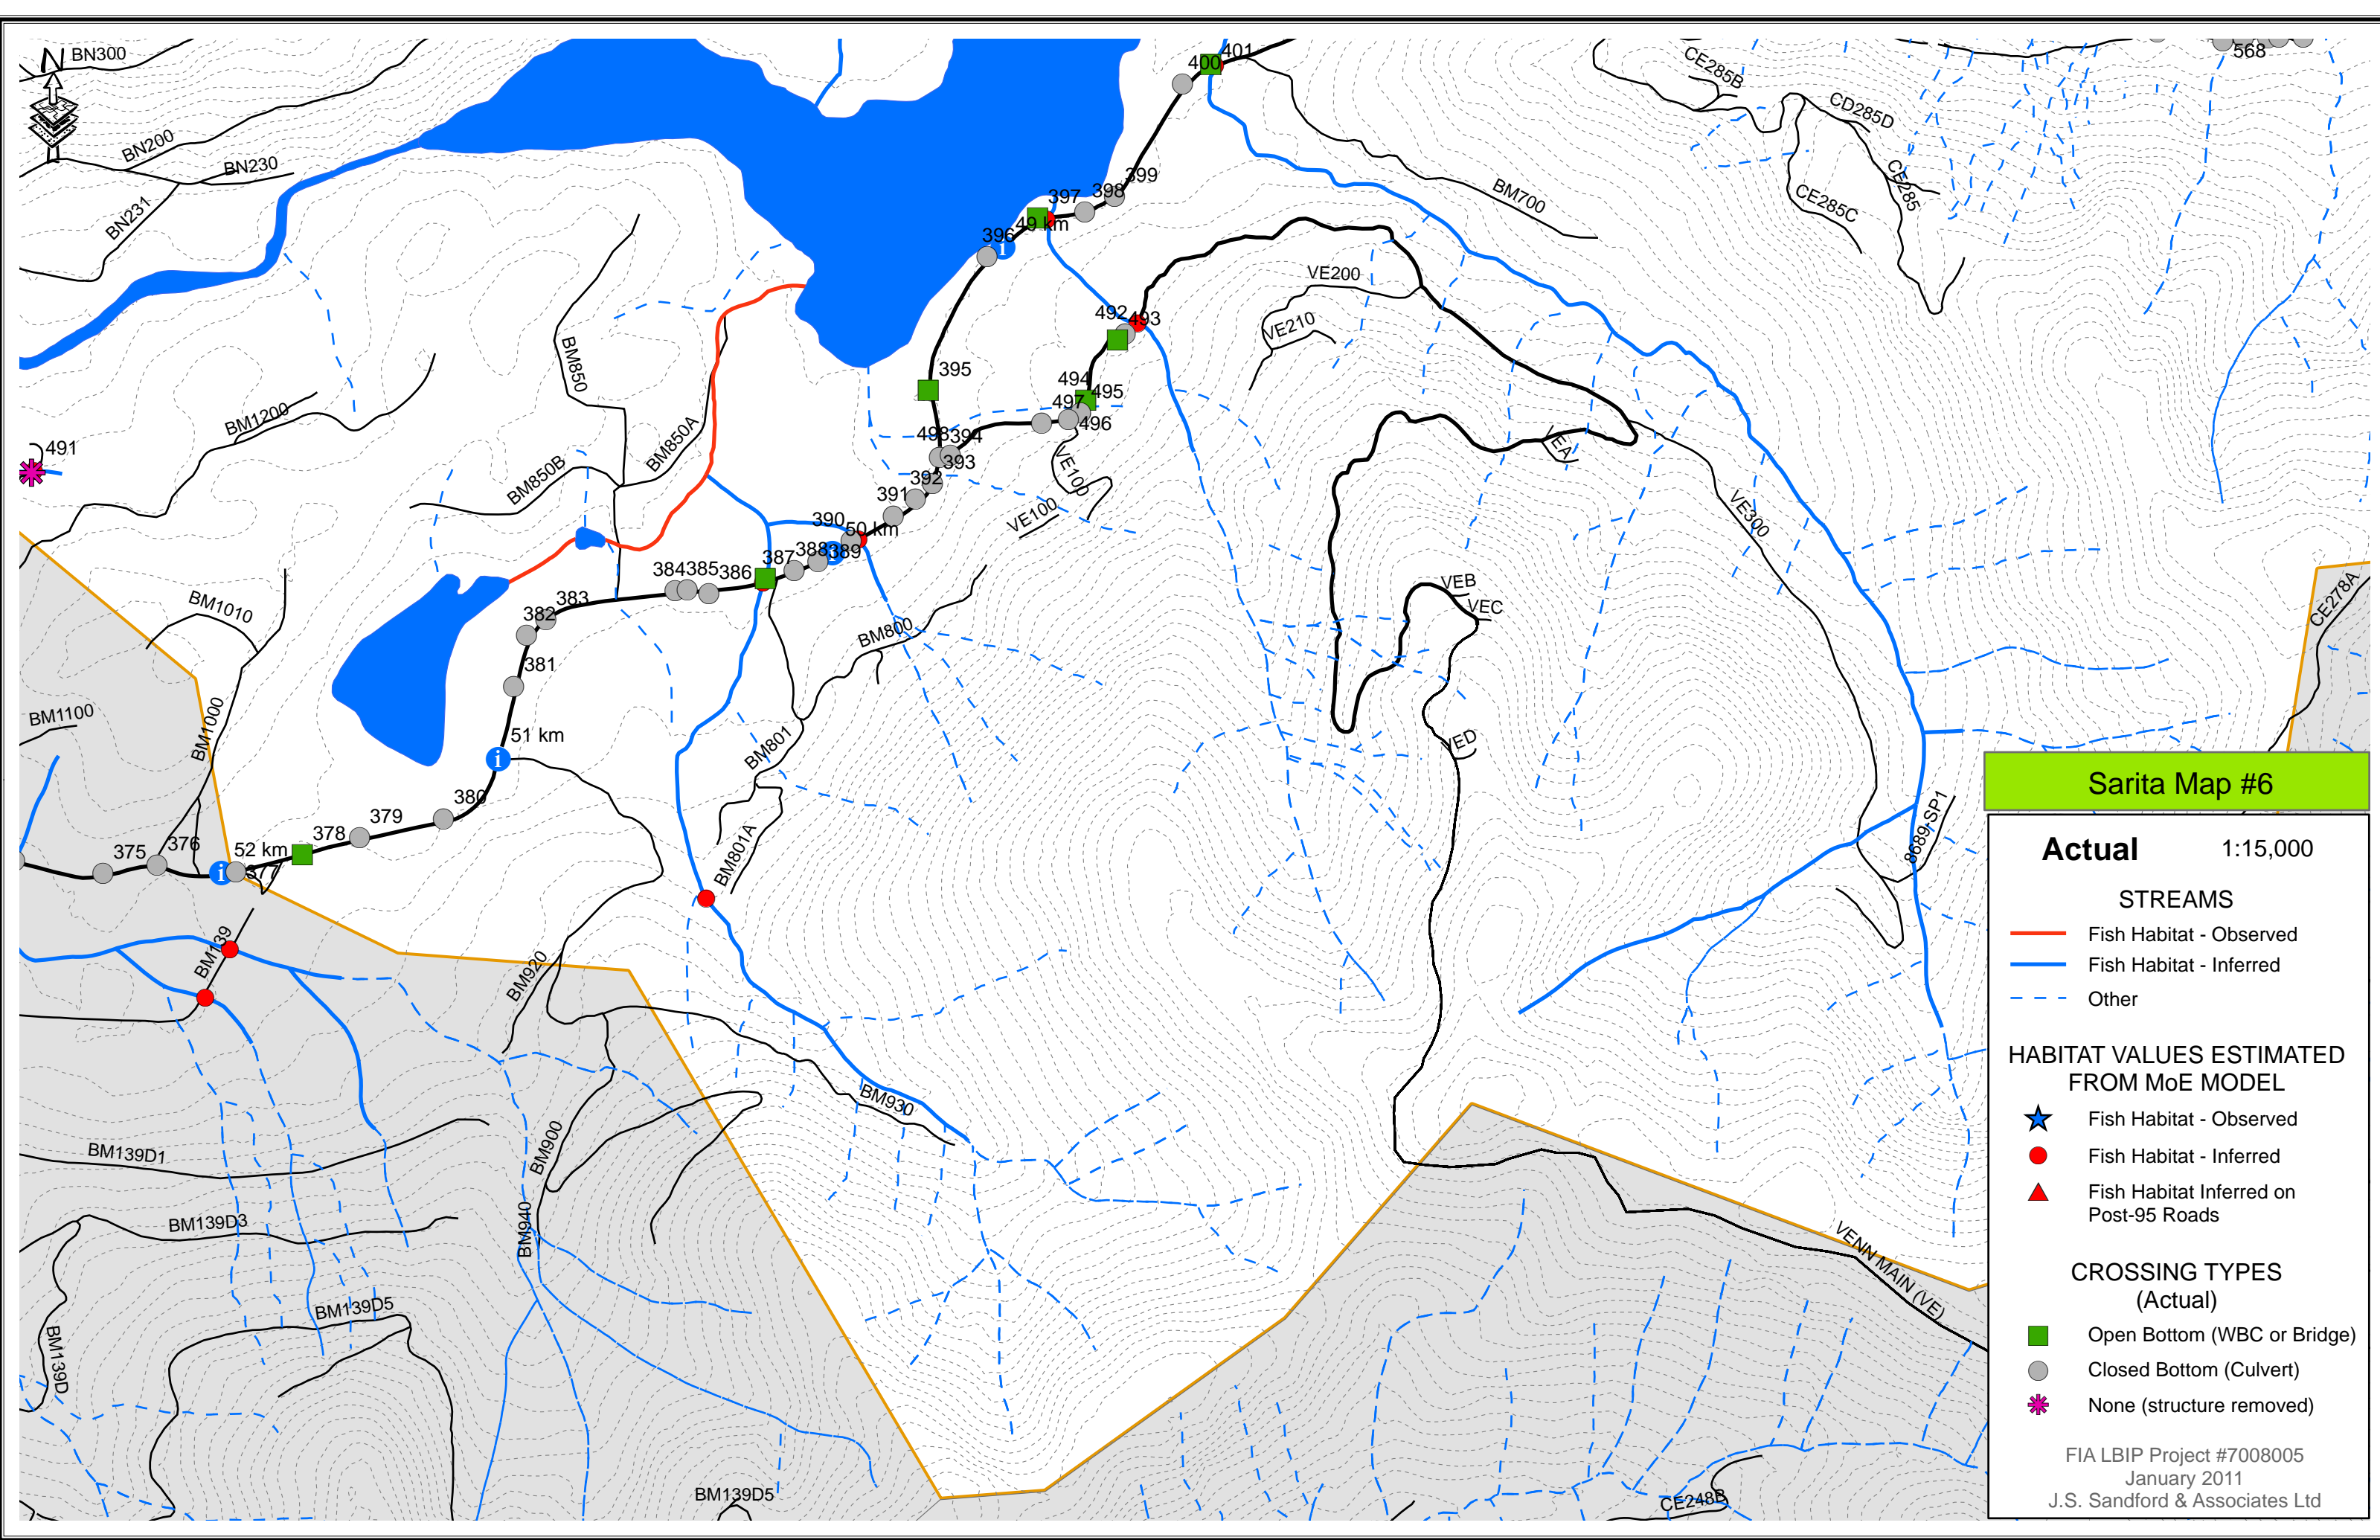 N
BN300
BN200
BN230
BN231
401
400
568
CE285B
CD285D
CE285
CE285C
BM700
399
398
397
49 km
396
VE200
VE210
492
493
BM850
395
494
495
497
496
498
394
393
392
391
BM1200
491
BM850A
BM850B
VE100
VE100
VEA
VE300
390
50 km
389
388
387
386
385
384
383
382
381
BM1010
BM800
VEB
VEC
CE278A
BM1100
BM1000
51 km
BM801
VED
380
379
378
52 km
377
376
375
BM801A
8689-SP1
BM139
BM920
BM930
BM139D1
BM900
BM940
BM139D3
BM139D5
BM139D
BM139D5
VENN MAIN (VE)
CE248B
Sarita Map #6
Actual 1:15,000
STREAMS
Fish Habitat - Observed
Fish Habitat - Inferred
Other
HABITAT VALUES ESTIMATED
FROM MoE MODEL
Fish Habitat - Observed
Fish Habitat - Inferred
Fish Habitat Inferred on
Post-95 Roads
CROSSING TYPES
(Actual)
Open Bottom (WBC or Bridge)
Closed Bottom (Culvert)
None (structure removed)
FIA LBIP Project #7008005
January 2011
J.S. Sandford & Associates Ltd